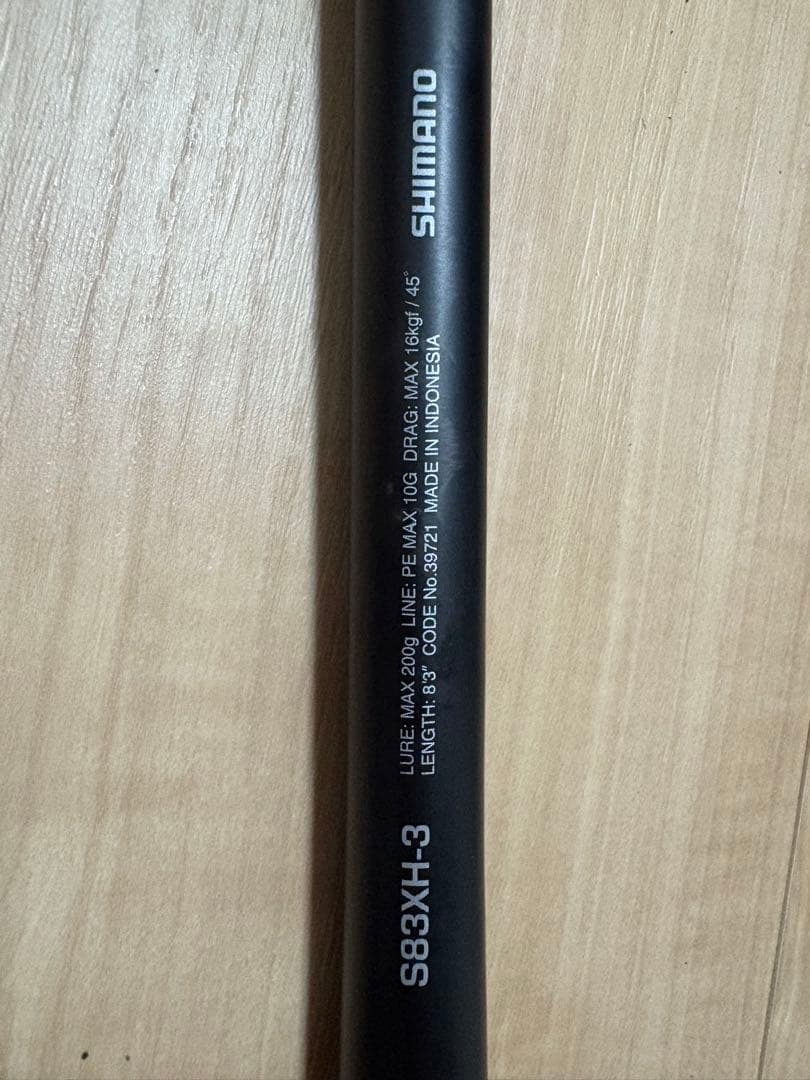 S83XH-3
LURE: MAX 200g LINE: PE MAX 10G DRAG: MAX 16kgf / 45°
LENGTH: 8'3" CODE No.39721 MADE IN INDONESIA
SHIMANO